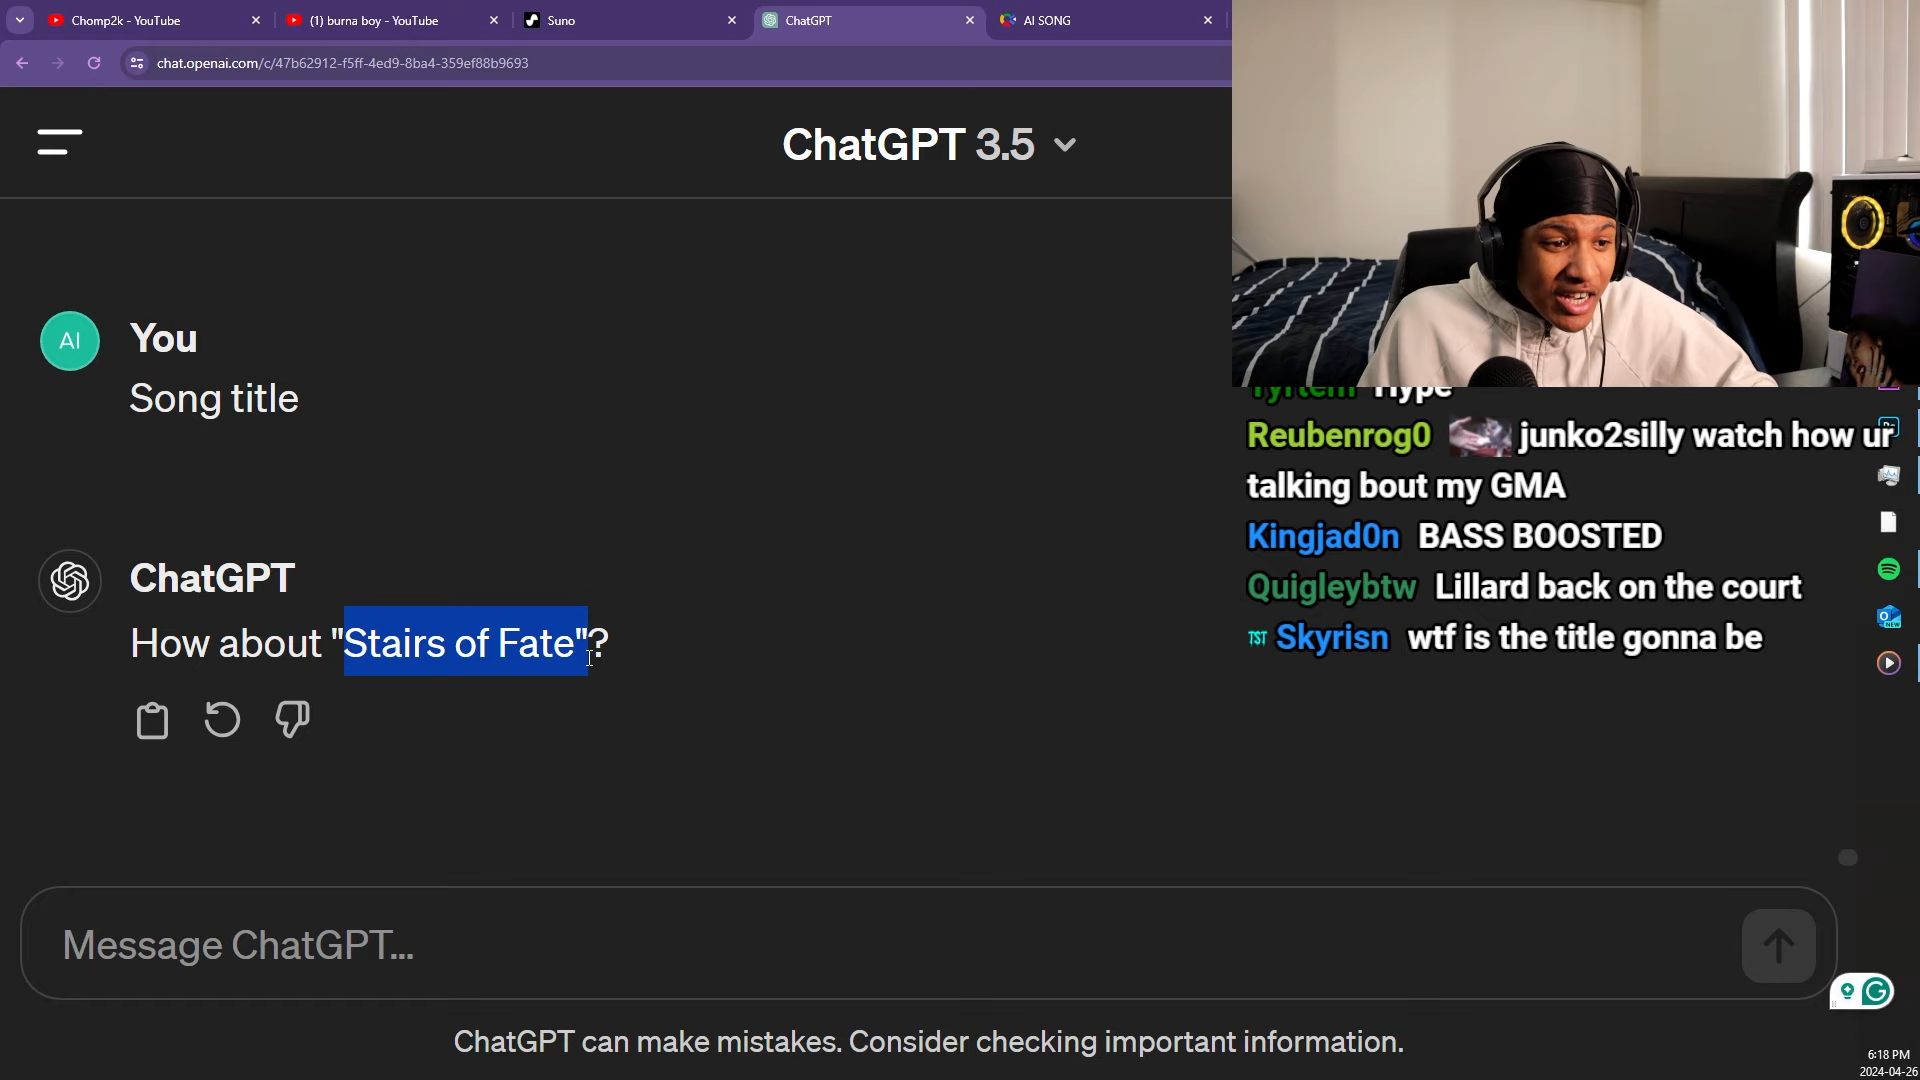 Chomp2k - YouTube
(1) burna boy - YouTube
Suno
ChatGPT
AI SONG
chat.openai.com/c/47b62912-f5ff-4ed9-8ba4-359ef88b9693
ChatGPT 3.5
AI
You
Song title
ChatGPT
How about "Stairs of Fate"?
Message ChatGPT...
ChatGPT can make mistakes. Consider checking important information.
Hype
Reubenrog0 junko2silly watch how ur
talking bout my GMA
Kingjad0n BASS BOOSTED
Quigleybtw Lillard back on the court
TST Skyrisn wtf is the title gonna be
6:18 PM
2024-04-26